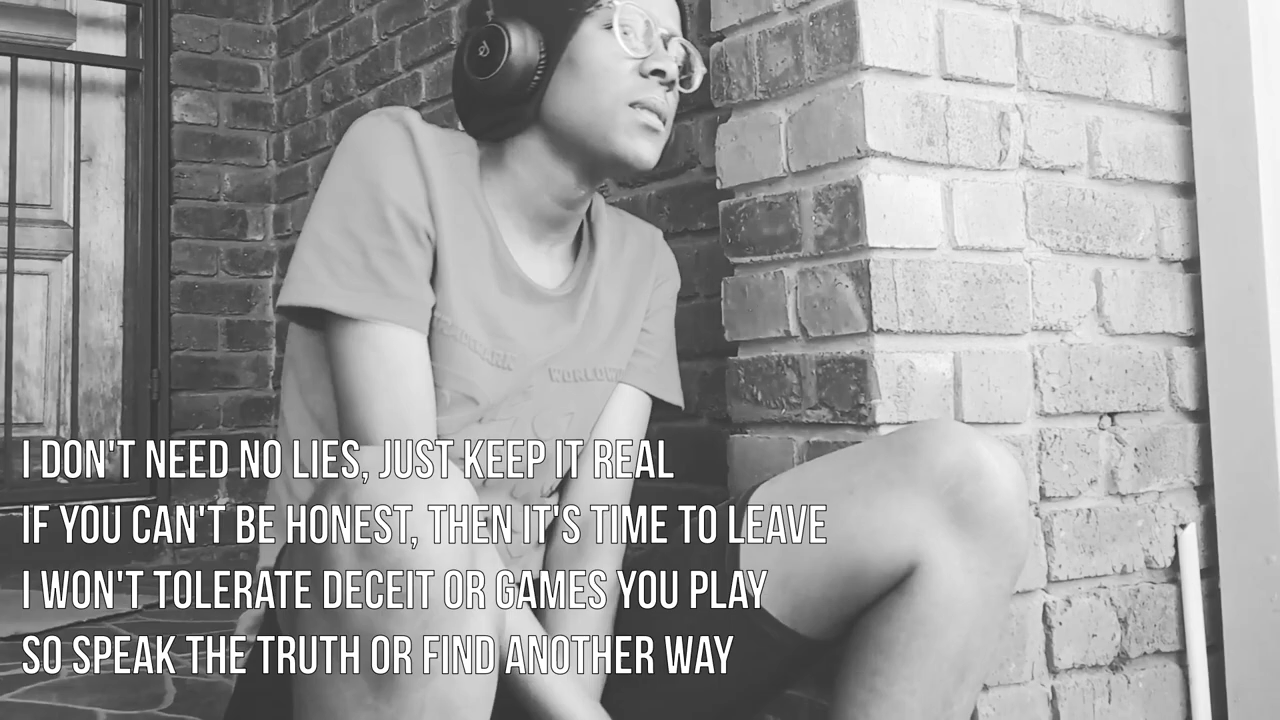 WORLDW
I DON'T NEED NO LIES, JUST KEEP IT REAL
IF YOU CAN'T BE HONEST, THEN IT'S TIME TO LEAVE
I WON'T TOLERATE DECEIT OR GAMES YOU PLAY
SO SPEAK THE TRUTH OR FIND ANOTHER WAY